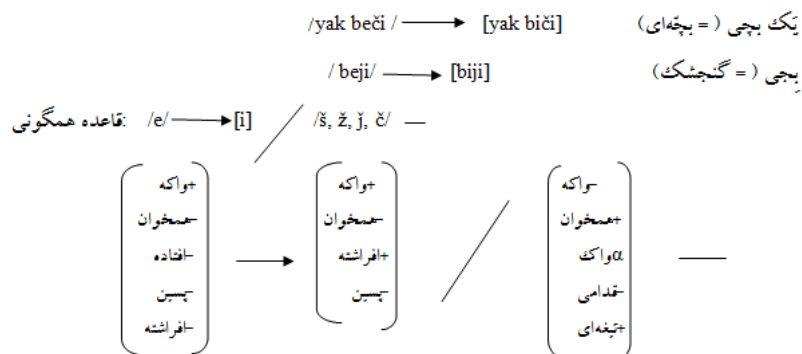 /yak beči / → [yak biči] يَک بچی ( = بچّه‌ای)
/ beji/ → [biji] بِجی ( = گنجشک)
قاعده همگونی: /e/ → [i] / /š, ž, ǰ, č/ —
+واکه +واکه –واکه
–همخوان –همخوان +همخوان
–افتاده → +افراشته / αواک —
–پسین –پسین –قدامی
–افراشته +تیغه‌ای